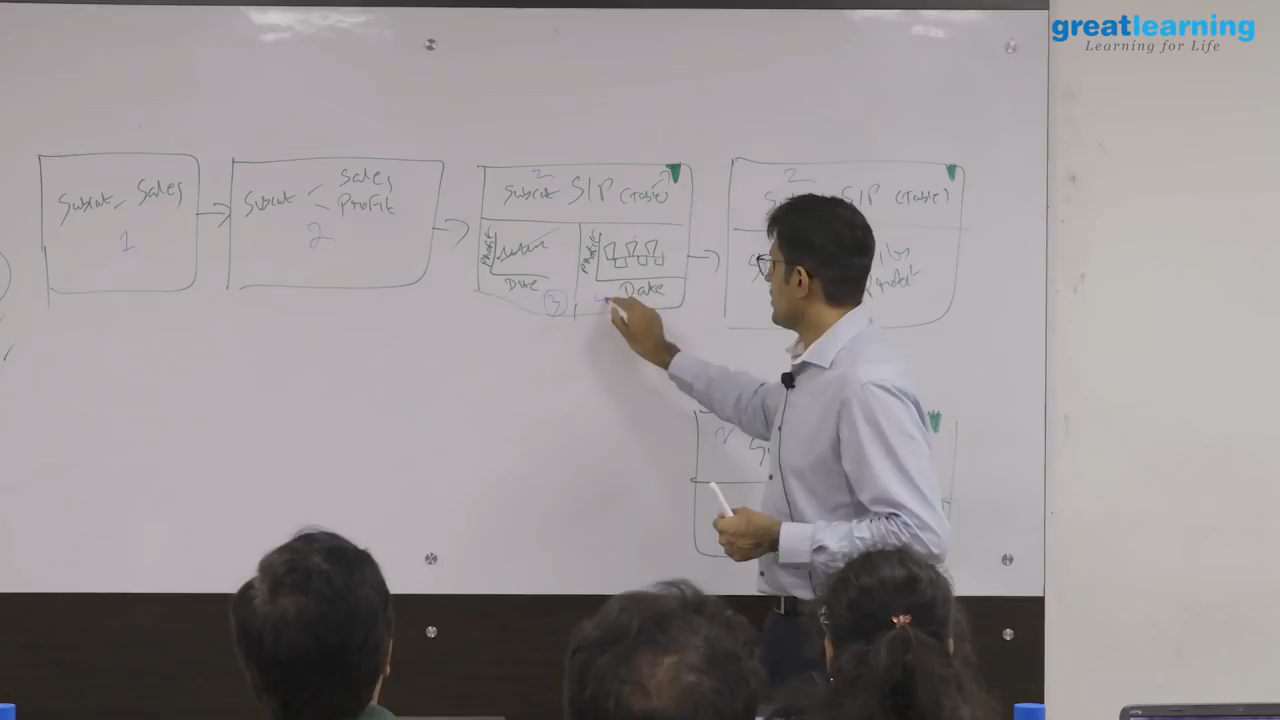 greatlearning
Learning for Life
Subcat Sales
1
Subcat Sales
Profit
2
2
Subcat S/P (Table)
Profit
Date
3
Profit
Date
2
S/P (Table)